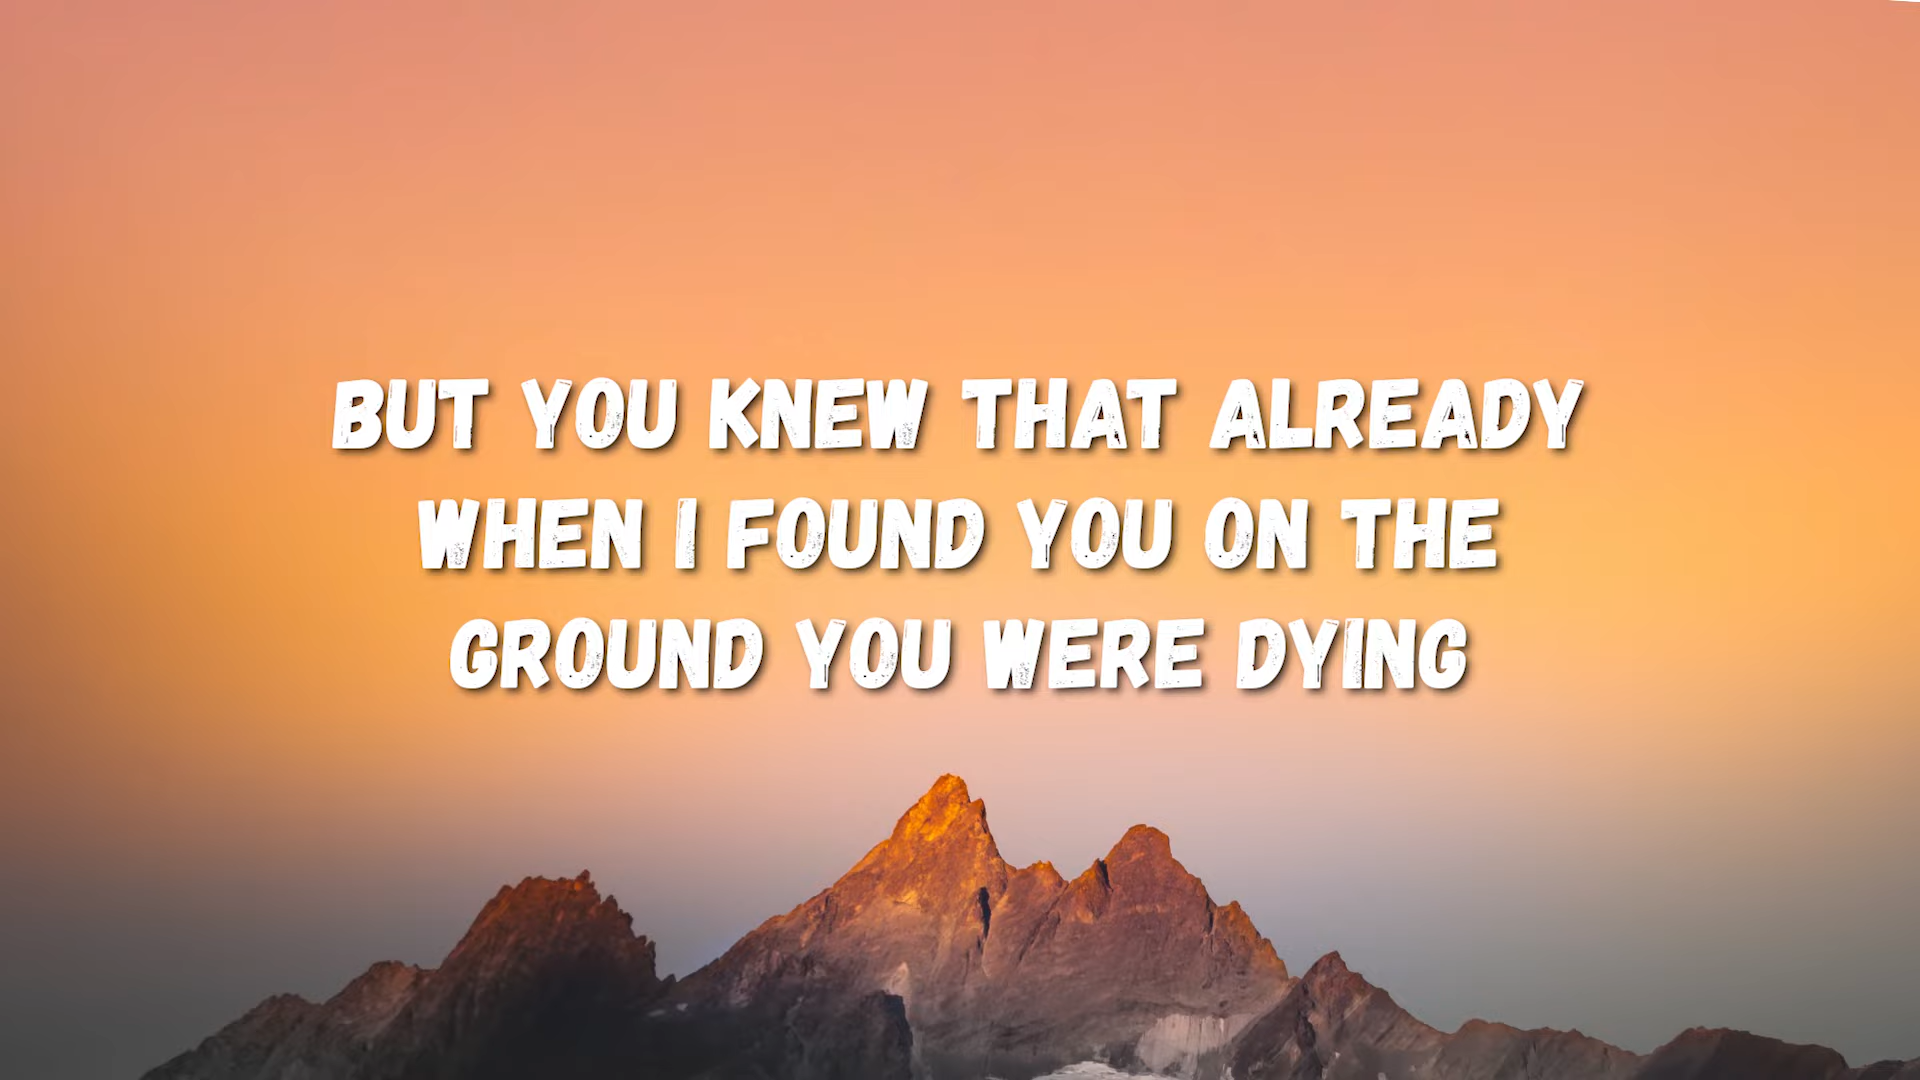 BUT YOU KNEW THAT ALREADY
WHEN I FOUND YOU ON THE
GROUND YOU WERE DYING